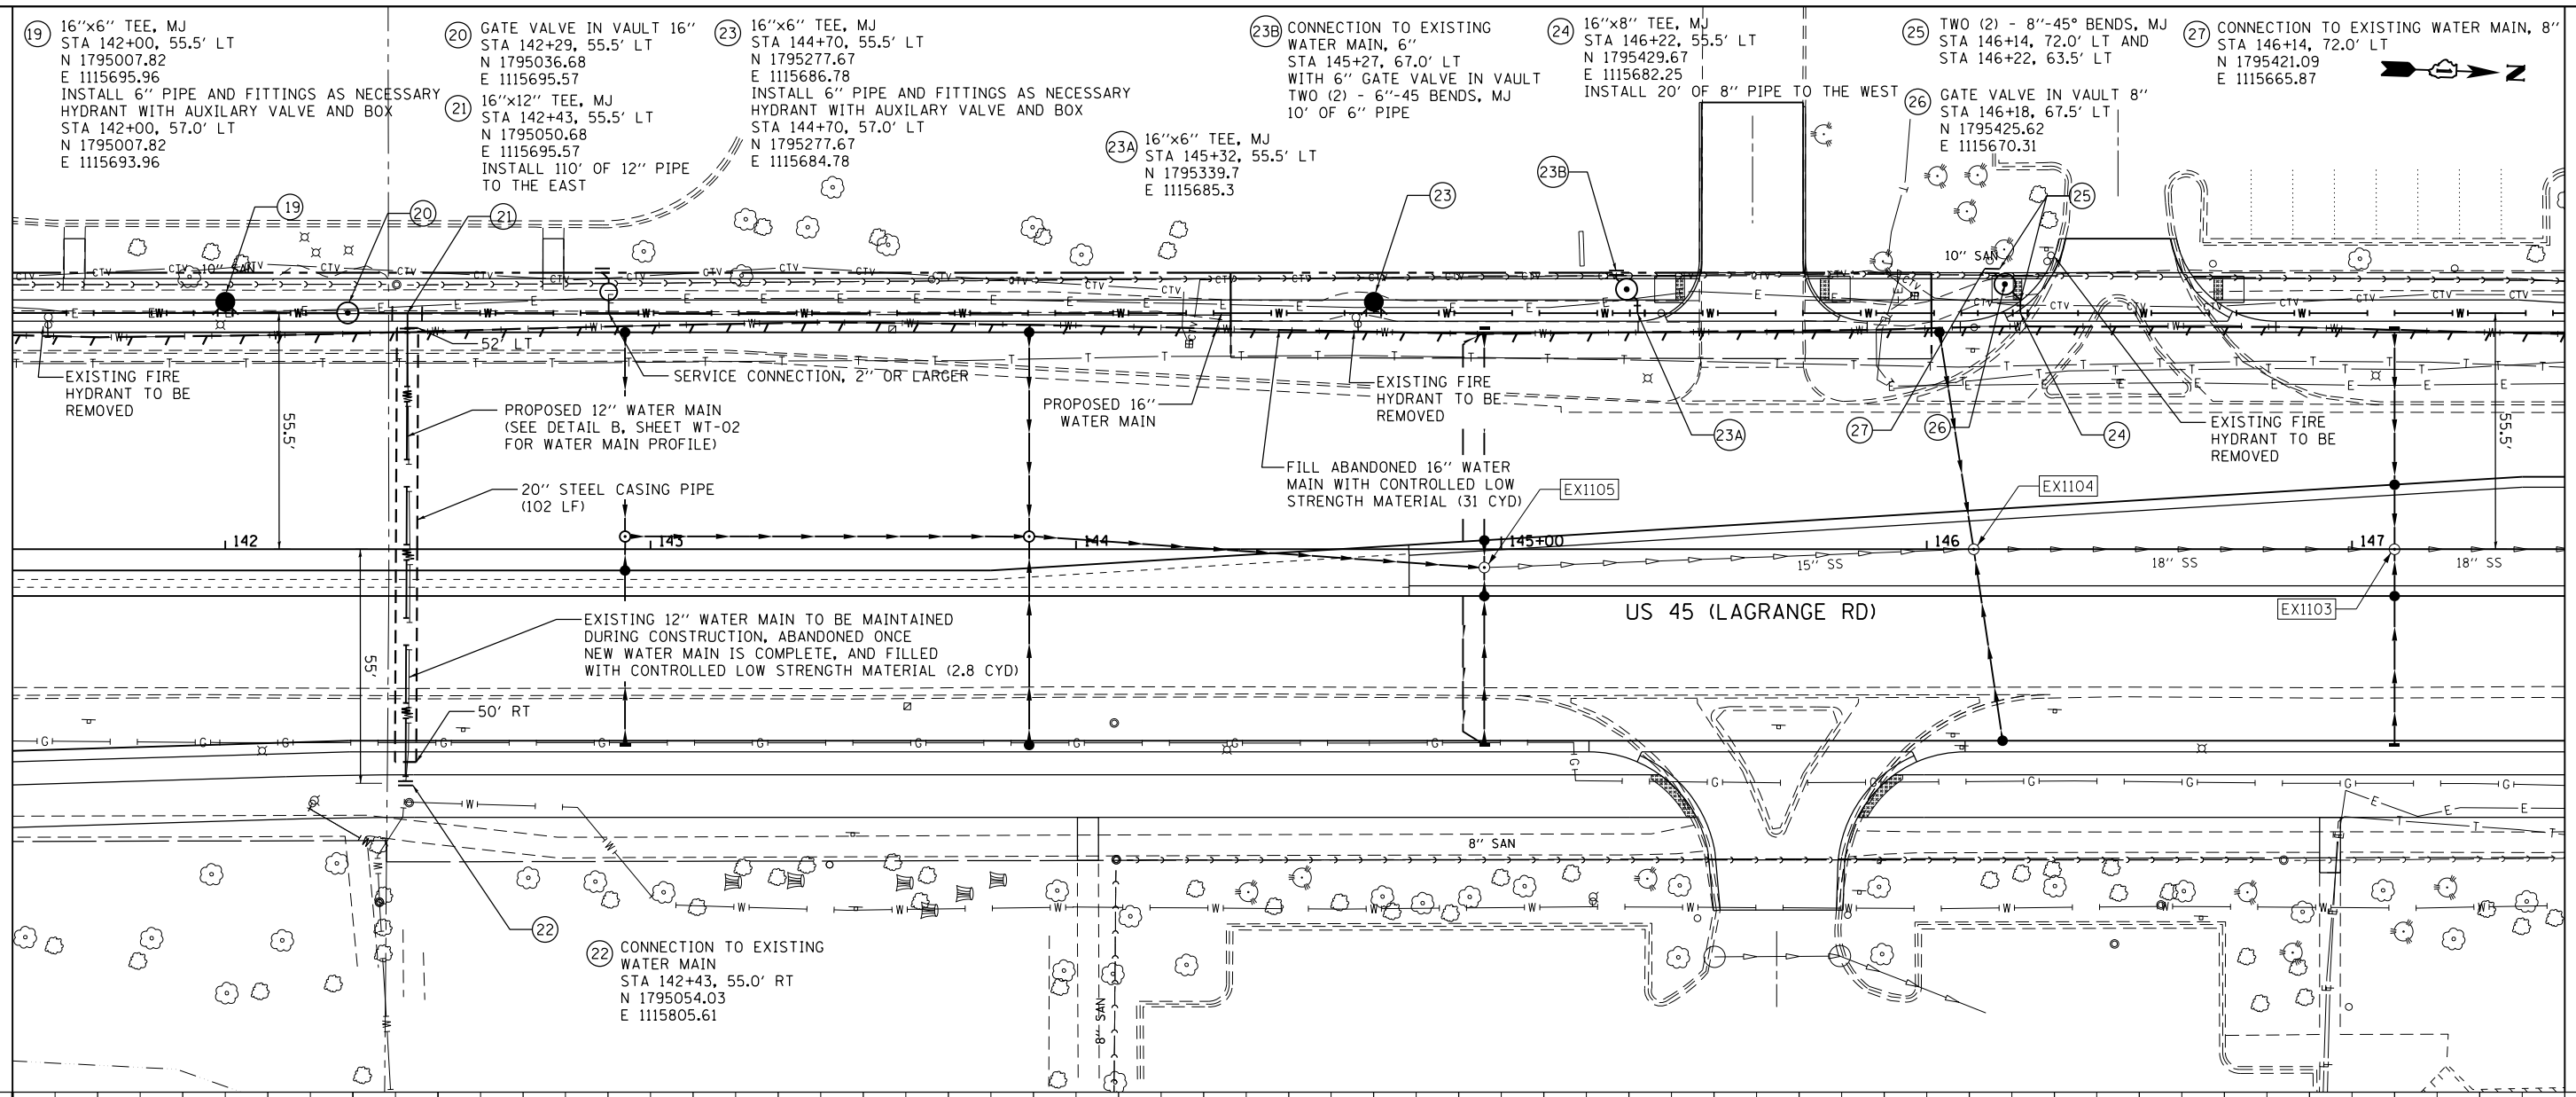 19 16"x6" TEE, MJ
STA 142+00, 55.5' LT
N 1795007.82
E 1115695.96
INSTALL 6" PIPE AND FITTINGS AS NECESSARY
HYDRANT WITH AUXILARY VALVE AND BOX
STA 142+00, 57.0' LT
N 1795007.82
E 1115693.96
20 GATE VALVE IN VAULT 16"
STA 142+29, 55.5' LT
N 1795036.68
E 1115695.57
21 16"x12" TEE, MJ
STA 142+43, 55.5' LT
N 1795050.68
E 1115695.57
INSTALL 110' OF 12" PIPE
TO THE EAST
23 16"x6" TEE, MJ
STA 144+70, 55.5' LT
N 1795277.67
E 1115686.78
INSTALL 6" PIPE AND FITTINGS AS NECESSARY
HYDRANT WITH AUXILARY VALVE AND BOX
STA 144+70, 57.0' LT
N 1795277.67
E 1115684.78
23A 16"x6" TEE, MJ
STA 145+32, 55.5' LT
N 1795339.7
E 1115685.3
23B CONNECTION TO EXISTING
WATER MAIN, 6"
STA 145+27, 67.0' LT
WITH 6" GATE VALVE IN VAULT
TWO (2) - 6"-45 BENDS, MJ
10' OF 6" PIPE
24 16"x8" TEE, MJ
STA 146+22, 55.5' LT
N 1795429.67
E 1115682.25
INSTALL 20' OF 8" PIPE TO THE WEST
25 TWO (2) - 8"-45° BENDS, MJ
STA 146+14, 72.0' LT AND
STA 146+22, 63.5' LT
26 GATE VALVE IN VAULT 8"
STA 146+18, 67.5' LT
N 1795425.62
E 1115670.31
27 CONNECTION TO EXISTING WATER MAIN, 8"
STA 146+14, 72.0' LT
N 1795421.09
E 1115665.87
N
19
20
21
23
23B
25
10" SAN
10" SAN
52' LT
EXISTING FIRE
HYDRANT TO BE
REMOVED
55.5'
SERVICE CONNECTION, 2" OR LARGER
PROPOSED 12" WATER MAIN
(SEE DETAIL B, SHEET WT-02
FOR WATER MAIN PROFILE)
20" STEEL CASING PIPE
(102 LF)
PROPOSED 16"
WATER MAIN
EXISTING FIRE
HYDRANT TO BE
REMOVED
FILL ABANDONED 16" WATER
MAIN WITH CONTROLLED LOW
STRENGTH MATERIAL (31 CYD)
23A
27
26
24
EXISTING FIRE
HYDRANT TO BE
REMOVED
55.5'
EX1105
EX1104
EX1103
142
143
144
145+00
146
147
15" SS
18" SS
18" SS
US 45 (LAGRANGE RD)
EXISTING 12" WATER MAIN TO BE MAINTAINED
DURING CONSTRUCTION, ABANDONED ONCE
NEW WATER MAIN IS COMPLETE, AND FILLED
WITH CONTROLLED LOW STRENGTH MATERIAL (2.8 CYD)
55'
50' RT
8" SAN
8" SAN
22
22 CONNECTION TO EXISTING
WATER MAIN
STA 142+43, 55.0' RT
N 1795054.03
E 1115805.61